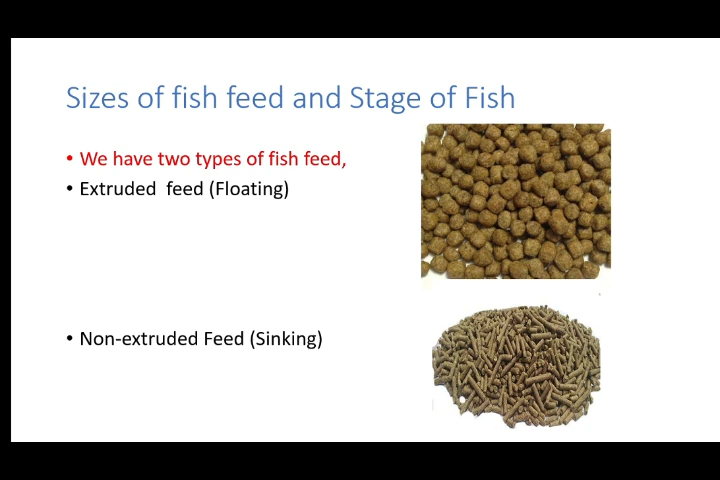 Sizes of fish feed and Stage of Fish
• We have two types of fish feed,
• Extruded  feed (Floating)
• Non-extruded Feed (Sinking)